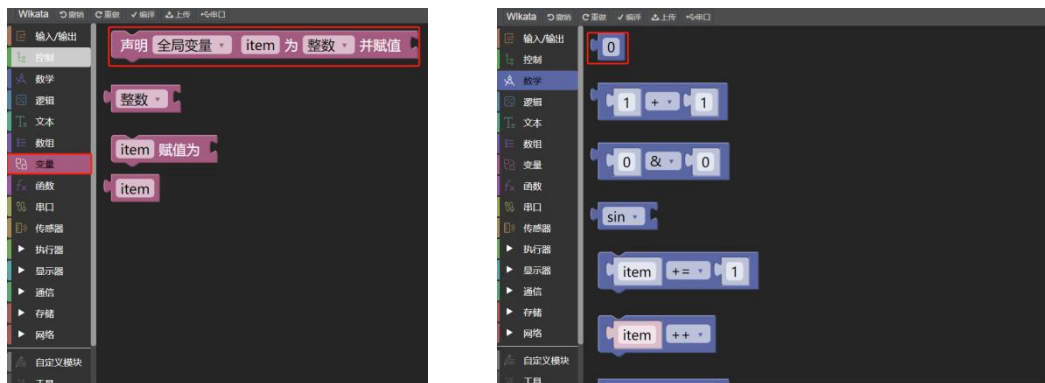 Wikata 撤销 重做 编译 上传 串口
输入/输出
控制
数学
逻辑
文本
数组
变量
函数
串口
传感器
执行器
显示器
通信
存储
网络
自定义模块
工具
声明 全局变量 item 为 整数 并赋值
整数
item 赋值为
item
Wikata 撤销 重做 编译 上传 串口
输入/输出
控制
数学
逻辑
文本
数组
变量
函数
串口
传感器
执行器
显示器
通信
存储
网络
自定义模块
工具
0
1 + 1
0 & 0
sin
item += 1
item ++